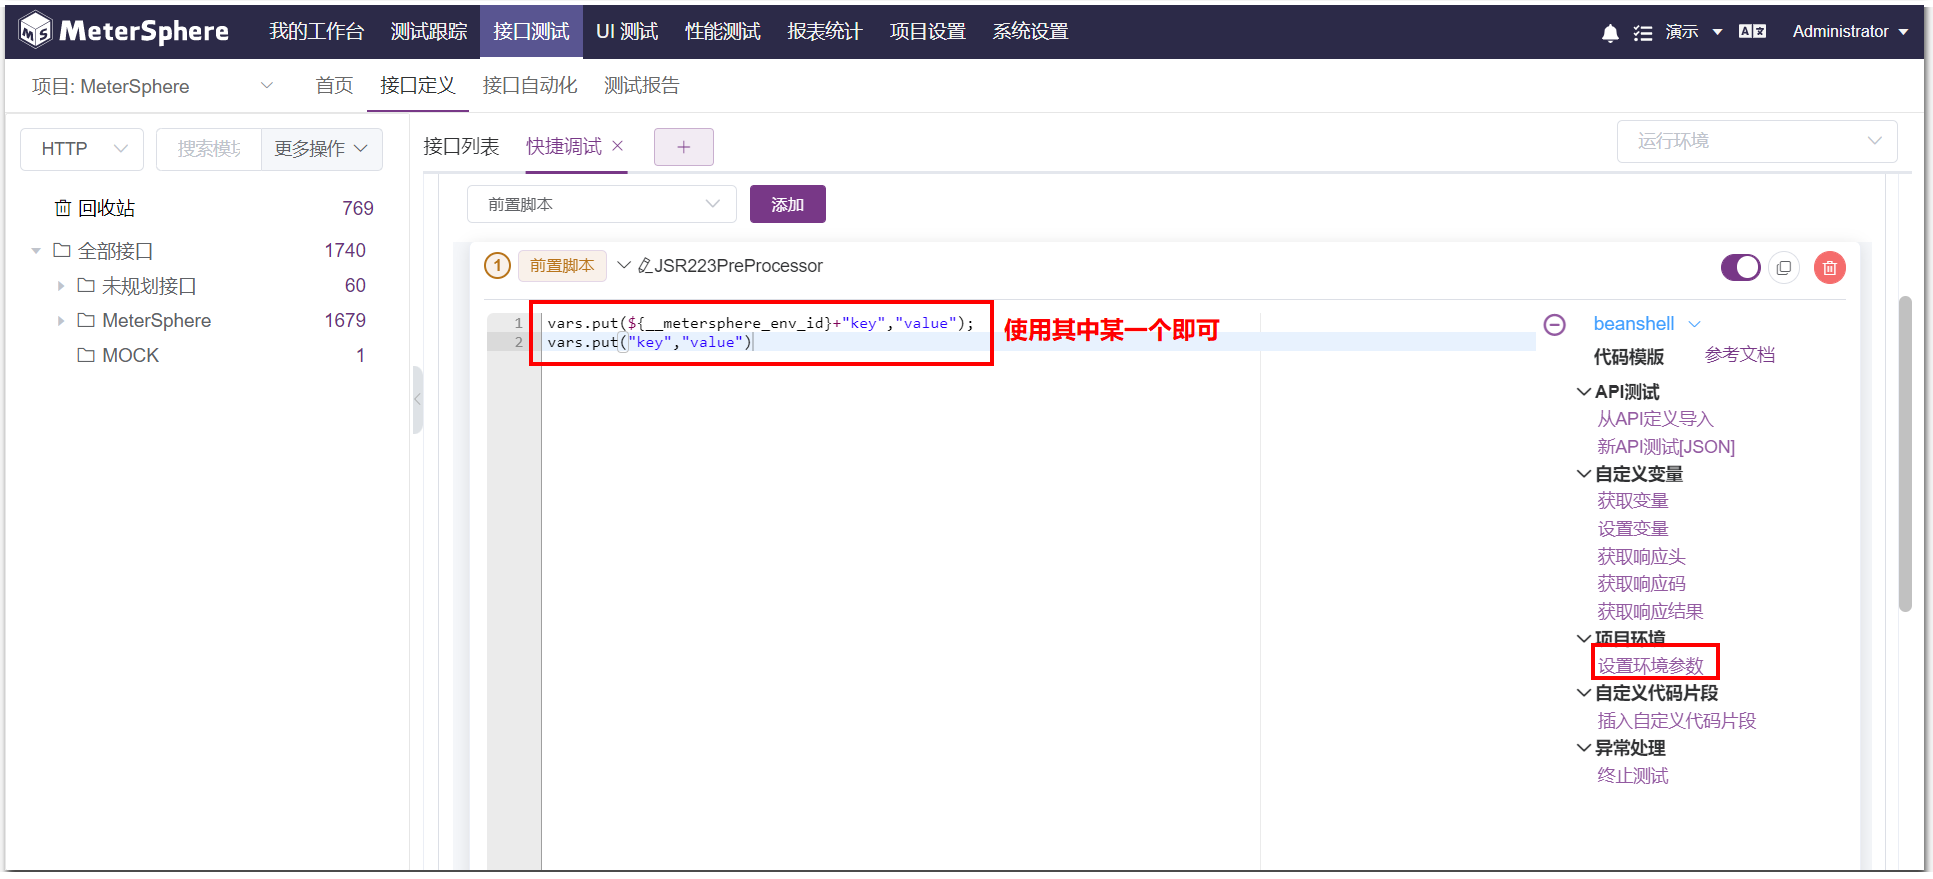 MeterSphere 我的工作台 测试跟踪 接口测试 UI 测试 性能测试 报表统计 项目设置 系统设置 演示 Administrator
项目: MeterSphere 首页 接口定义 接口自动化 测试报告
HTTP 搜索模块 更多操作
回收站 769
全部接口 1740
未规划接口 60
MeterSphere 1679
MOCK 1
接口列表 快捷调试 × + 运行环境
前置脚本 添加
1 前置脚本 JSR223PreProcessor
1 vars.put(${__metersphere_env_id}+"key","value");
2 vars.put("key","value")
使用其中某一个即可
beanshell
代码模版 参考文档
API测试
从API定义导入
新API测试[JSON]
自定义变量
获取变量
设置变量
获取响应头
获取响应码
获取响应结果
项目环境
设置环境参数
自定义代码片段
插入自定义代码片段
异常处理
终止测试